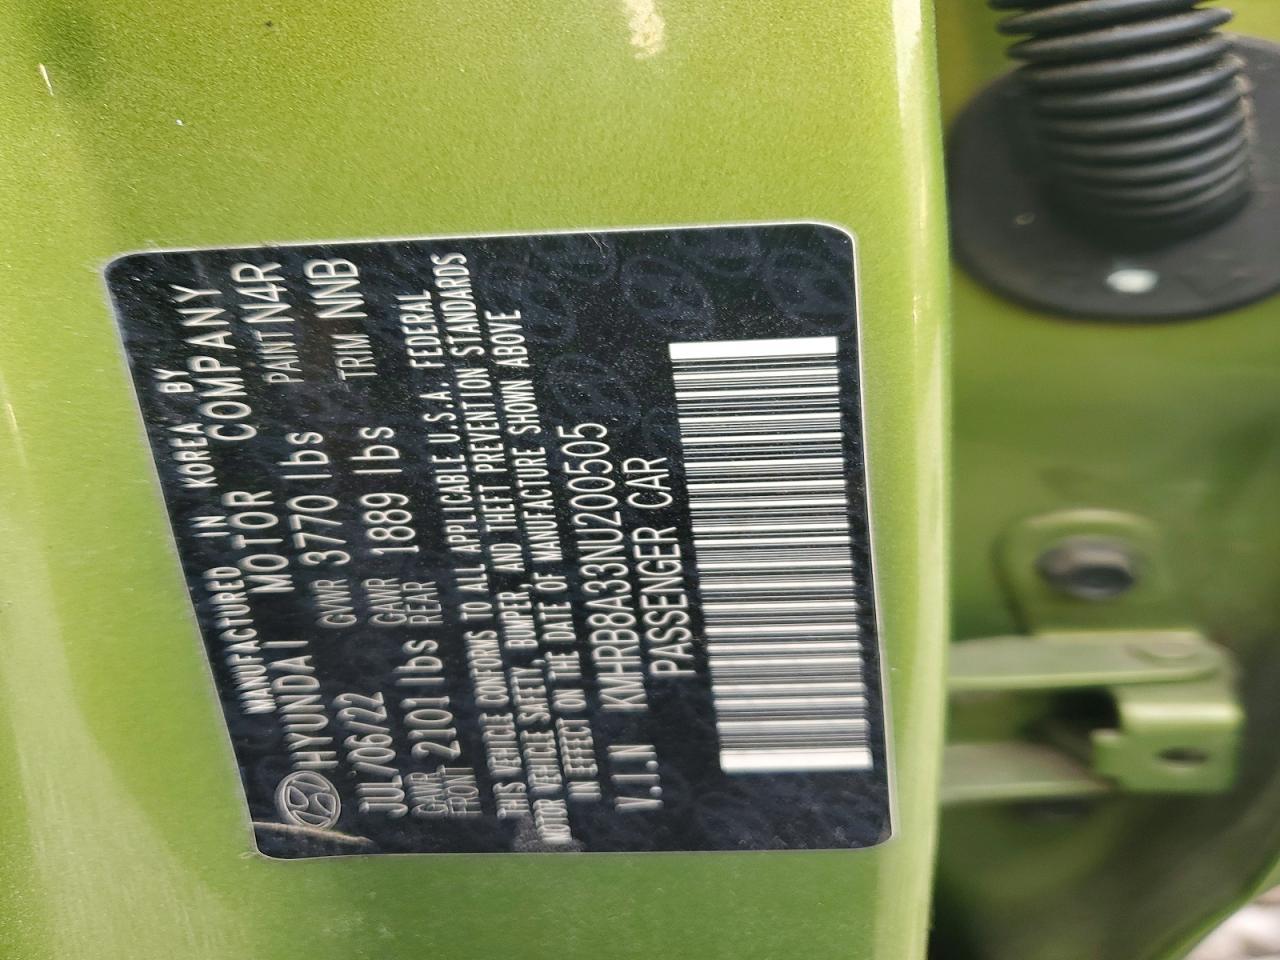 MANUFACTURED IN KOREA BY
HYUNDAI MOTOR COMPANY
JUL/06/22 GVWR 3770 lbs PAINT N4R
GAWR FRONT 2101 lbs GAWR REAR 1889 lbs TRIM NNB
THIS VEHICLE CONFORMS TO ALL APPLICABLE U.S.A. FEDERAL
MOTOR VEHICLE SAFETY, BUMPER, AND THEFT PREVENTION STANDARDS
IN EFFECT ON THE DATE OF MANUFACTURE SHOWN ABOVE
V.I.N KMHRB8A33NU200505
PASSENGER CAR